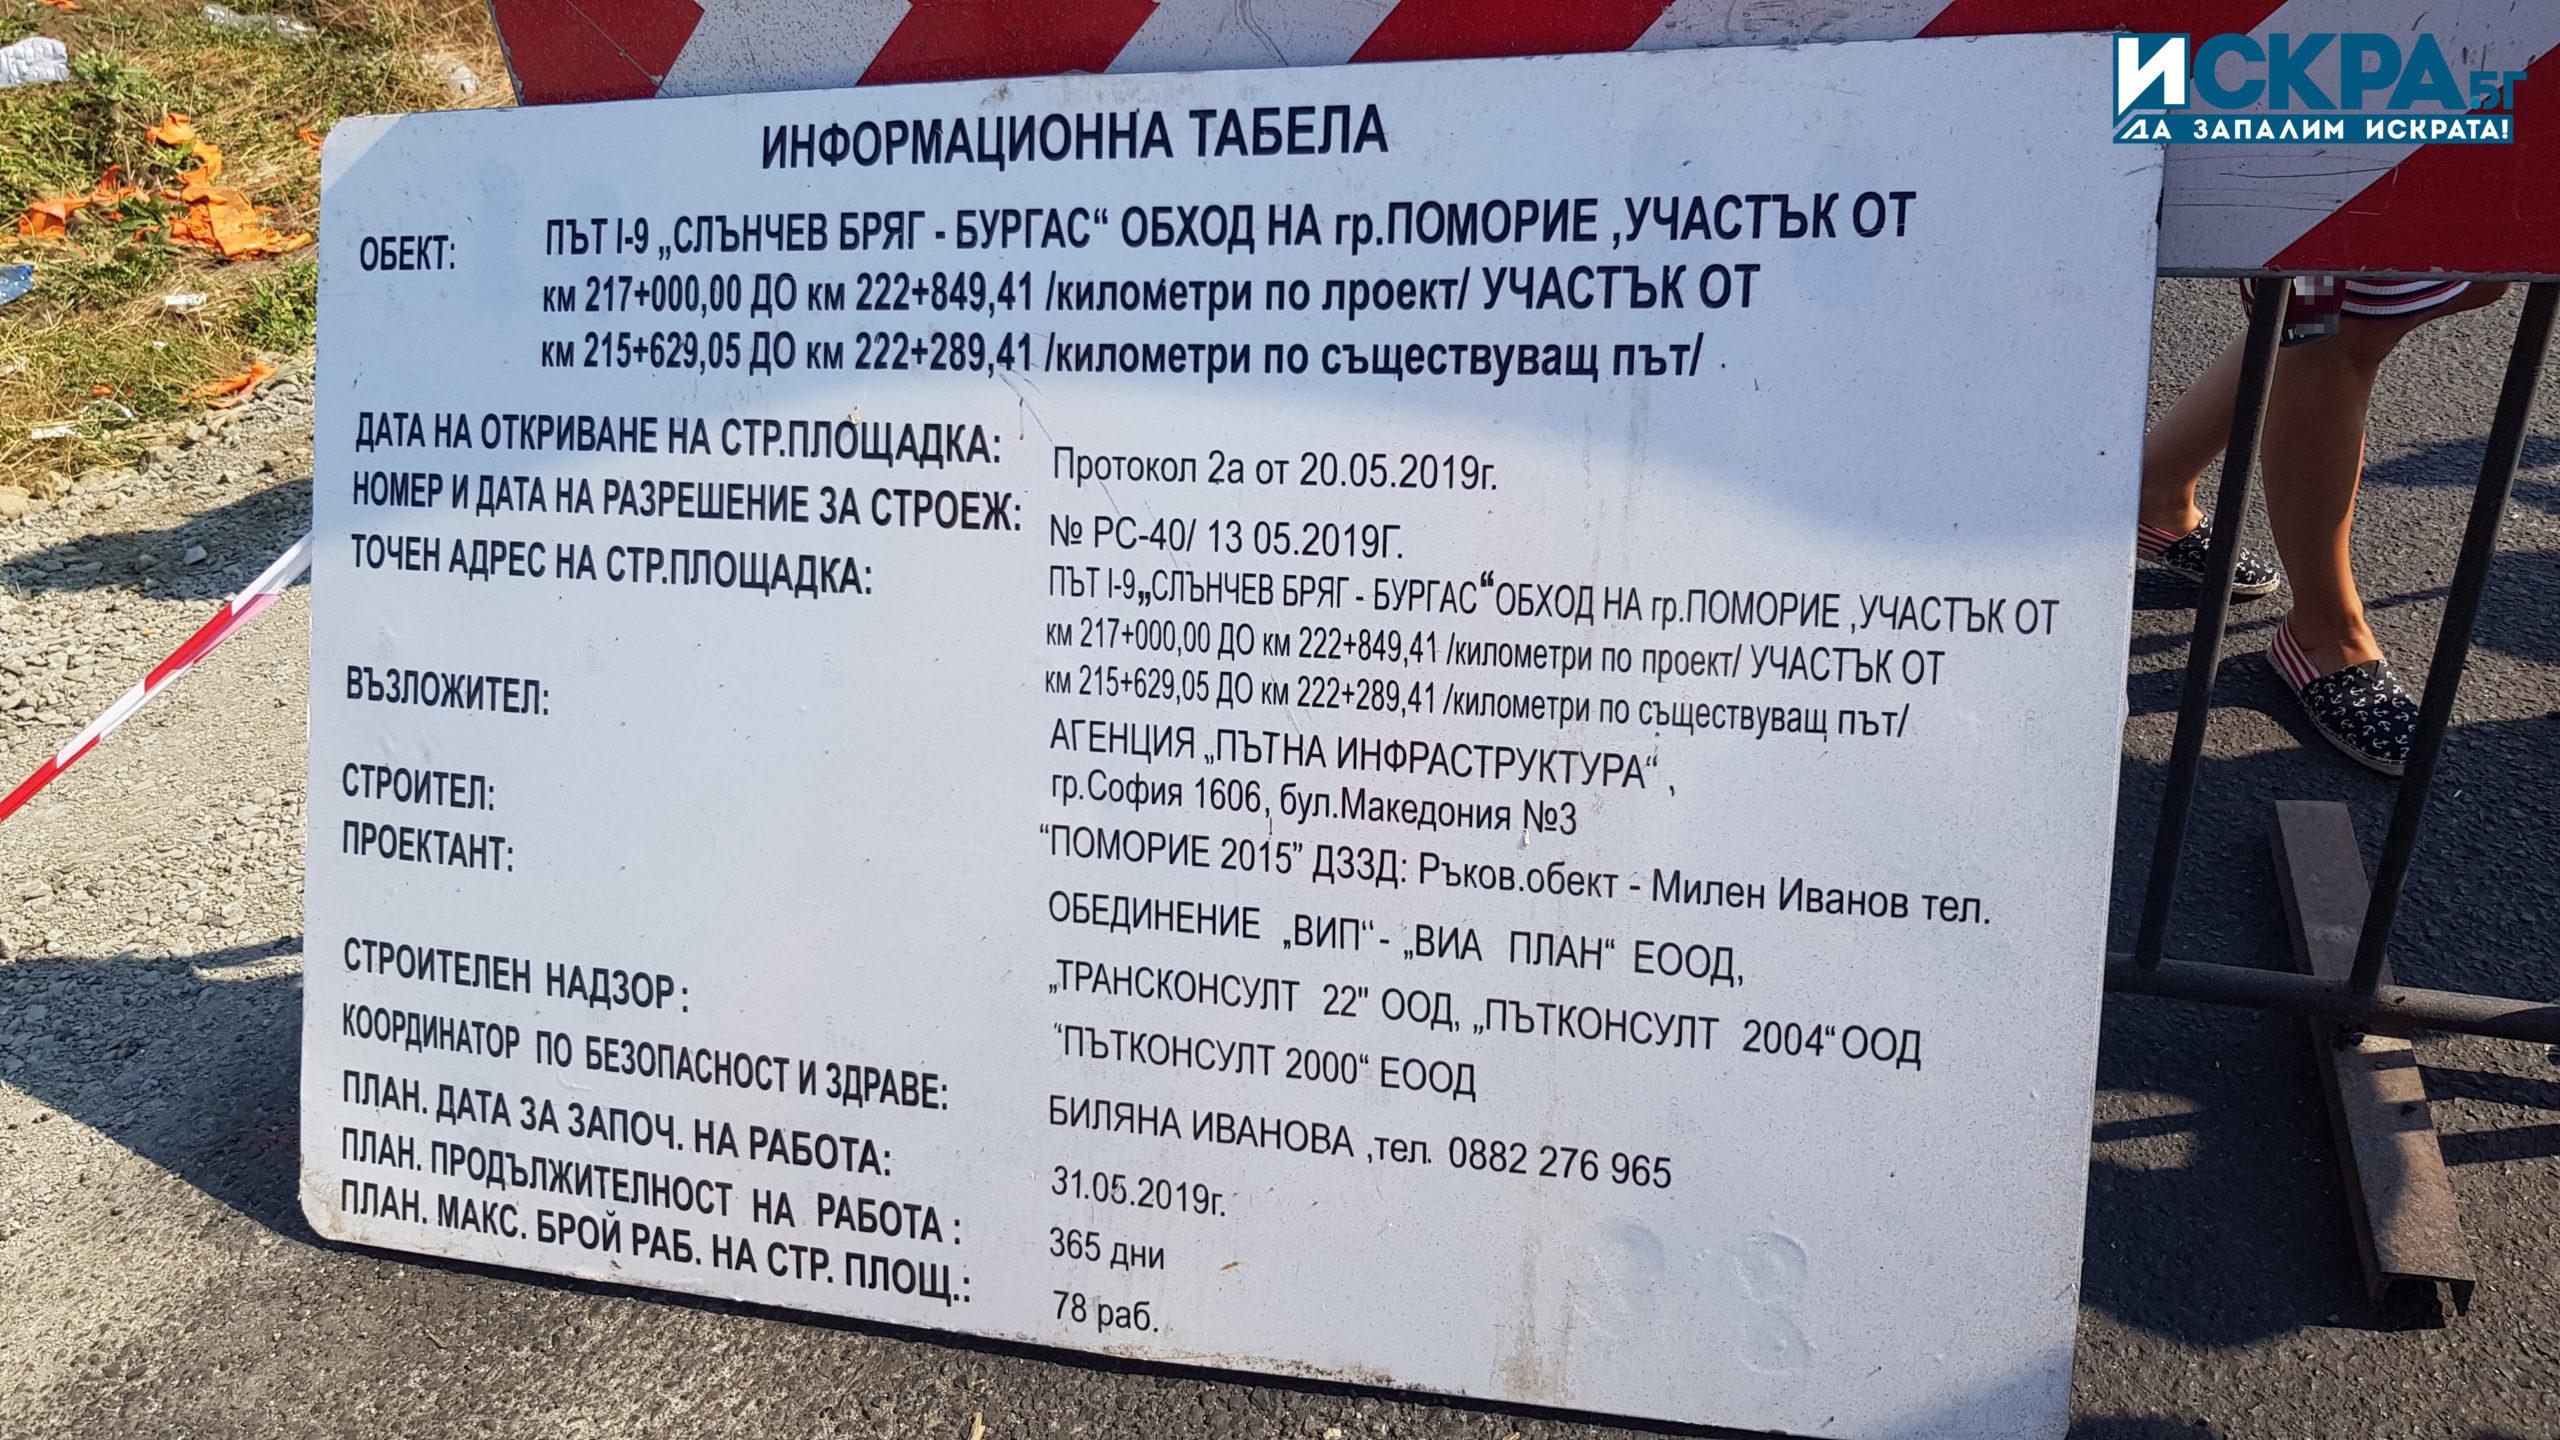 ИСКРА.БГ
ДА ЗАПАЛИМ ИСКРАТА!
ИНФОРМАЦИОННА ТАБЕЛА
ОБЕКТ: ПЪТ I-9 „СЛЪНЧЕВ БРЯГ - БУРГАС“ ОБХОД НА гр.ПОМОРИЕ ,УЧАСТЪК ОТ
км 217+000,00 ДО км 222+849,41 /километри по проект/ УЧАСТЪК ОТ
км 215+629,05 ДО км 222+289,41 /километри по съществуващ път/
ДАТА НА ОТКРИВАНЕ НА СТР.ПЛОЩАДКА: Протокол 2а от 20.05.2019г.
НОМЕР И ДАТА НА РАЗРЕШЕНИЕ ЗА СТРОЕЖ: № РС-40/ 13 05.2019Г.
ТОЧЕН АДРЕС НА СТР.ПЛОЩАДКА: ПЪТ I-9„СЛЪНЧЕВ БРЯГ - БУРГАС“ОБХОД НА гр.ПОМОРИЕ ,УЧАСТЪК ОТ
км 217+000,00 ДО км 222+849,41 /километри по проект/ УЧАСТЪК ОТ
км 215+629,05 ДО км 222+289,41 /километри по съществуващ път/
ВЪЗЛОЖИТЕЛ: АГЕНЦИЯ „ПЪТНА ИНФРАСТРУКТУРА“ ,
гр.София 1606, бул.Македония №3
СТРОИТЕЛ: “ПОМОРИЕ 2015” ДЗЗД: Ръков.обект - Милен Иванов тел.
ПРОЕКТАНТ: ОБЕДИНЕНИЕ „ВИП“- „ВИА ПЛАН“ ЕООД,
„ТРАНСКОНСУЛТ 22" ООД, „ПЪТКОНСУЛТ 2004“ООД
СТРОИТЕЛЕН НАДЗОР: “ПЪТКОНСУЛТ 2000“ ЕООД
КООРДИНАТОР ПО БЕЗОПАСНОСТ И ЗДРАВЕ: БИЛЯНА ИВАНОВА ,тел. 0882 276 965
ПЛАН. ДАТА ЗА ЗАПОЧ. НА РАБОТА: 31.05.2019г.
ПЛАН. ПРОДЪЛЖИТЕЛНОСТ НА РАБОТА : 365 дни
ПЛАН. МАКС. БРОЙ РАБ. НА СТР. ПЛОЩ.: 78 раб.